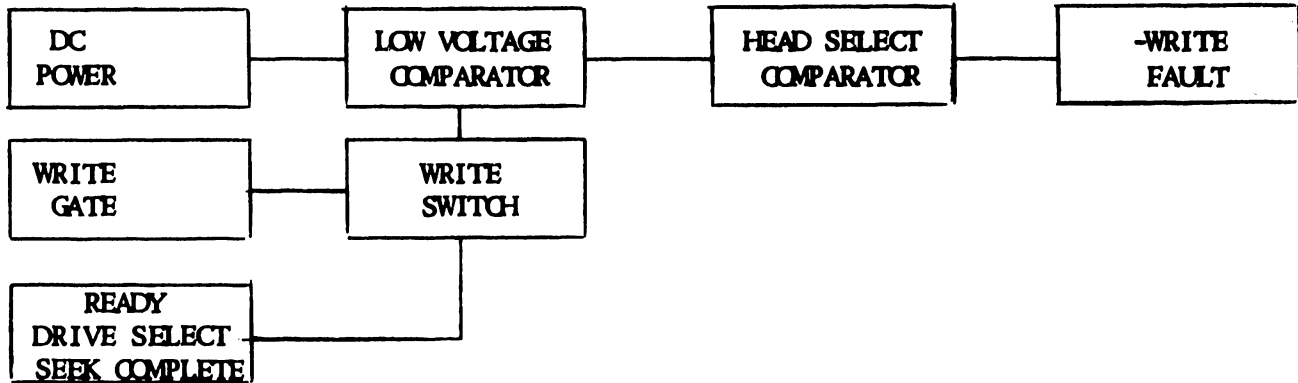 DC
POWER
LOW VOLTAGE
COMPARATOR
HEAD SELECT
COMPARATOR
-WRITE
FAULT
WRITE
GATE
WRITE
SWITCH
READY
DRIVE SELECT
SEEK COMPLETE